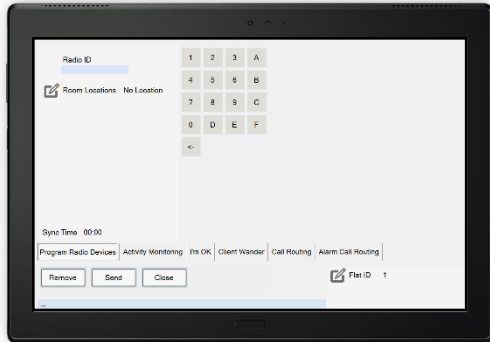 Radio ID
Room Locations No Location
1 2 3 A
4 5 6 B
7 8 9 C
0 D E F
<-
Sync Time 00:00
Program Radio Devices Activity Monitoring I'm OK Client Wander Call Routing Alarm Call Routing
Remove Send Close
Flat ID 1
...